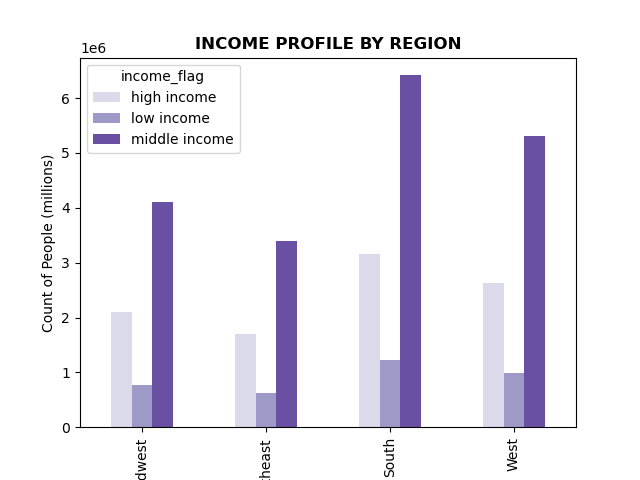 INCOME PROFILE BY REGION
1e6
income_flag
high income
low income
middle income
6
5
4
3
2
1
0
Count of People (millions)
dwest
heast
South
West